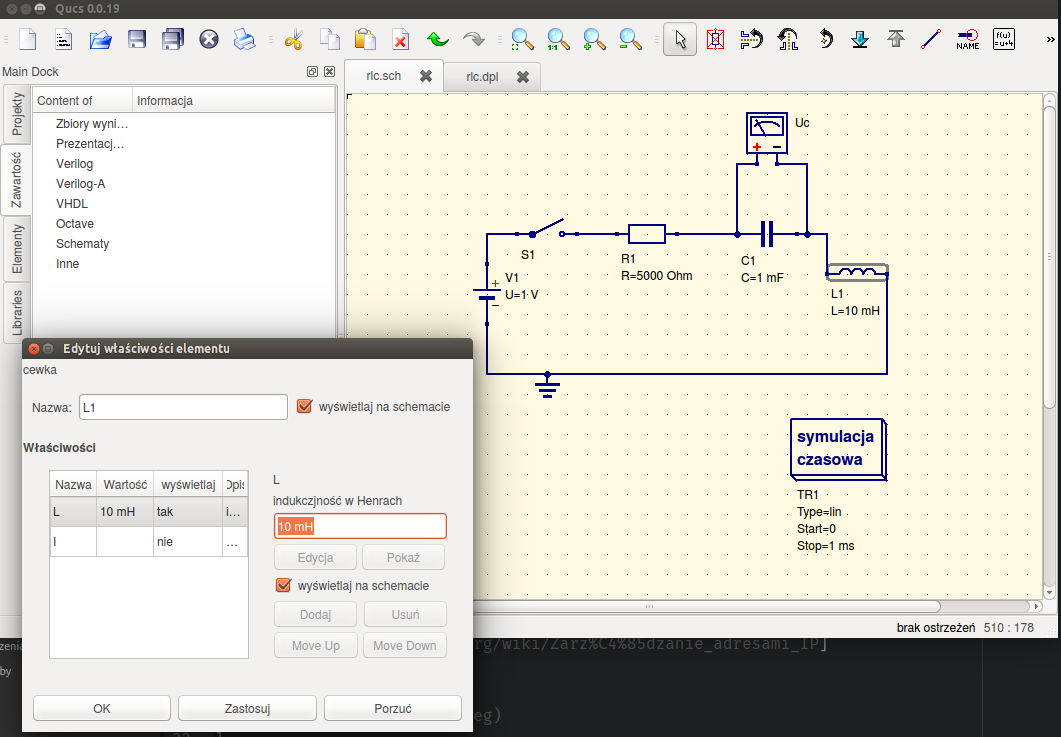 Qucs 0.0.19
NAME
f(u)
ω+4
Main Dock
rlc.sch
rlc.dpl
Projekty
Zawartość
Elementy
Libraries
Content of Informacja
Zbiory wyni…
Prezentacj…
Verilog
Verilog-A
VHDL
Octave
Schematy
Inne
Uc
S1
R1
R=5000 Ohm
C1
C=1 mF
V1
U=1 V
L1
L=10 mH
symulacja
czasowa
TR1
Type=lin
Start=0
Stop=1 ms
Edytuj właściwości elementu
cewka
Nazwa: L1 wyświetlaj na schemacie
Właściwości
Nazwa Wartość wyświetlaj Opis
L 10 mH tak i…
I nie …
L
indukczjność w Henrach
10 mH
Edycja Pokaż
wyświetlaj na schemacie
Dodaj Usuń
Move Up Move Down
OK Zastosuj Porzuć
brak ostrzeżeń 510 : 178
rg/wiki/Zarz%C4%85dzanie_adresami_IP]
by
eg)